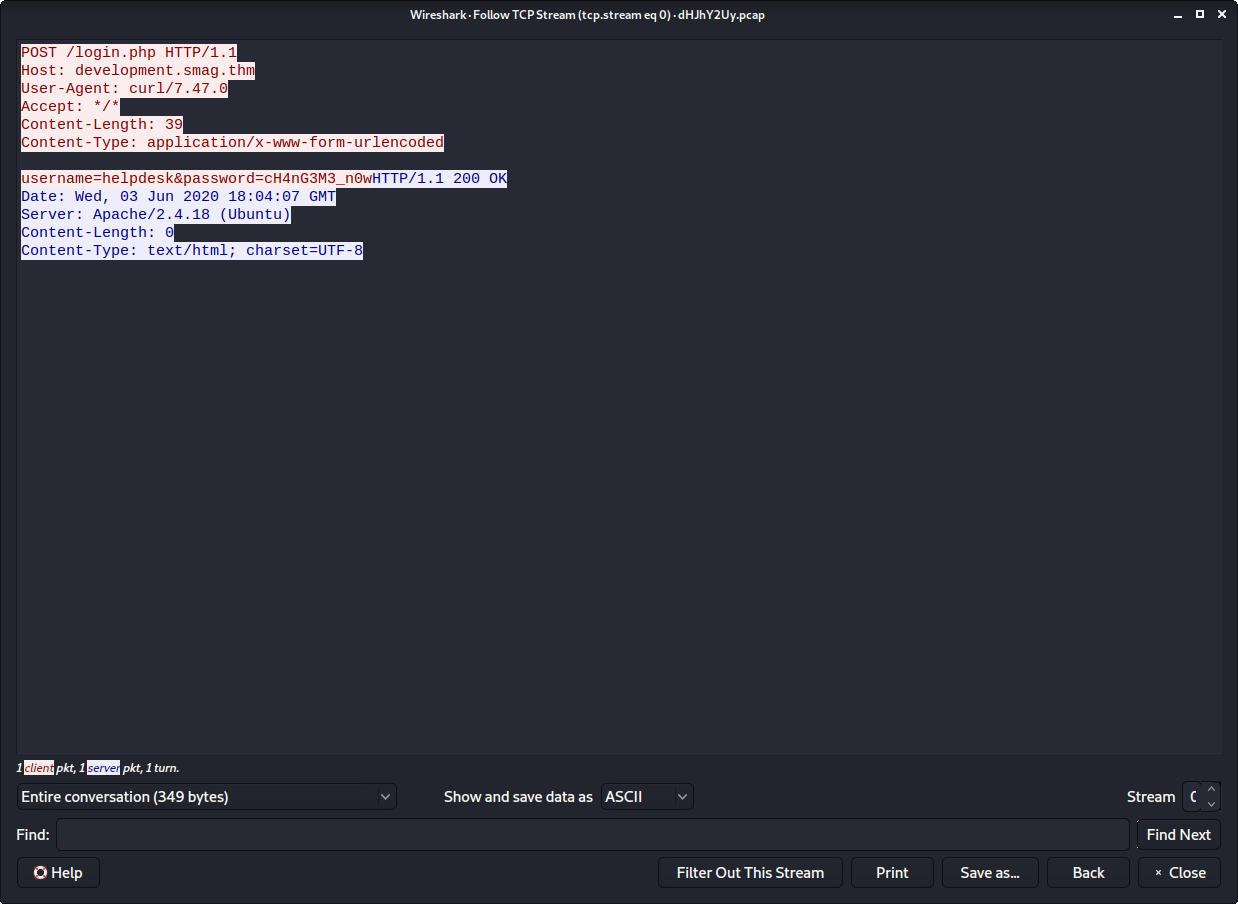 Wireshark · Follow TCP Stream (tcp.stream eq 0) · dHJhY2Uy.pcap
POST /login.php HTTP/1.1
Host: development.smag.thm
User-Agent: curl/7.47.0
Accept: */*
Content-Length: 39
Content-Type: application/x-www-form-urlencoded
username=helpdesk&password=cH4nG3M3_n0wHTTP/1.1 200 OK
Date: Wed, 03 Jun 2020 18:04:07 GMT
Server: Apache/2.4.18 (Ubuntu)
Content-Length: 0
Content-Type: text/html; charset=UTF-8
1 client pkt, 1 server pkt, 1 turn.
Entire conversation (349 bytes) Show and save data as ASCII Stream 0
Find: Find Next
Help Filter Out This Stream Print Save as... Back Close